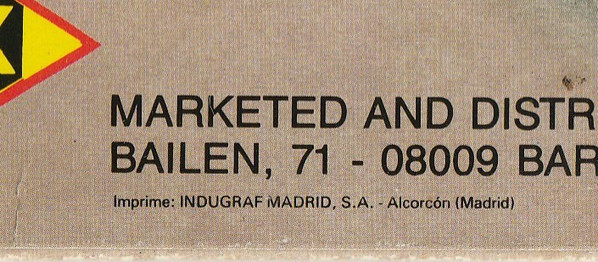 MARKETED AND DISTR
BAILEN, 71 - 08009 BAR
Imprime: INDUGRAF MADRID, S.A. - Alcorcón (Madrid)